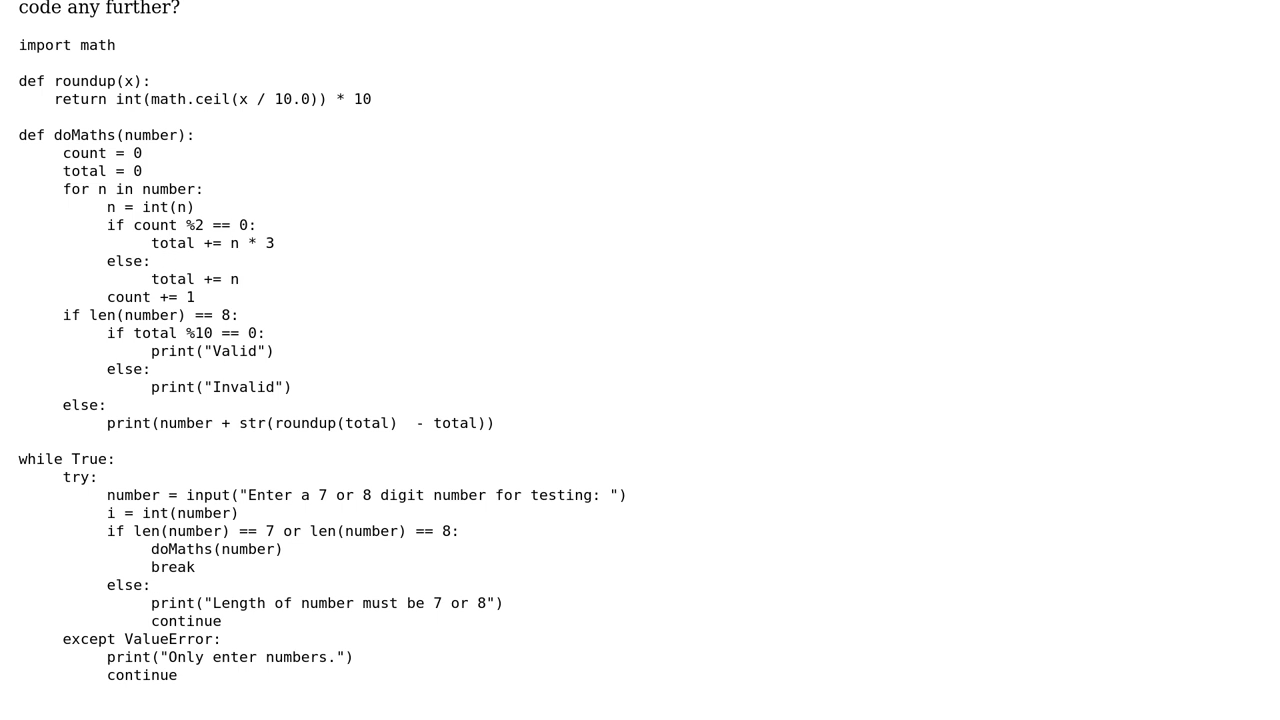 code any further?
import math
def roundup(x):
    return int(math.ceil(x / 10.0)) * 10
def doMaths(number):
     count = 0
     total = 0
     for n in number:
          n = int(n)
          if count %2 == 0:
               total += n * 3
          else:
               total += n
          count += 1
     if len(number) == 8:
          if total %10 == 0:
               print("Valid")
          else:
               print("Invalid")
     else:
          print(number + str(roundup(total)  - total))
while True:
     try:
          number = input("Enter a 7 or 8 digit number for testing: ")
          i = int(number)
          if len(number) == 7 or len(number) == 8:
               doMaths(number)
               break
          else:
               print("Length of number must be 7 or 8")
               continue
     except ValueError:
          print("Only enter numbers.")
          continue